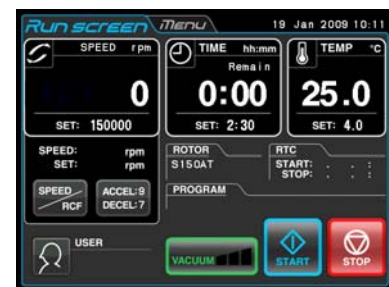 Run screen Menu 19 Jan 2009 10:11
SPEED rpm
0
SET: 150000
TIME hh:mm
Remain
0:00
SET: 2:30
TEMP °C
25.0
SET: 4.0
SPEED: rpm
SET: rpm
SPEED/RCF
ACCEL:9
DECEL:7
ROTOR
S150AT
RTC
START: . . :
STOP: . . :
PROGRAM
USER
VACUUM
START
STOP